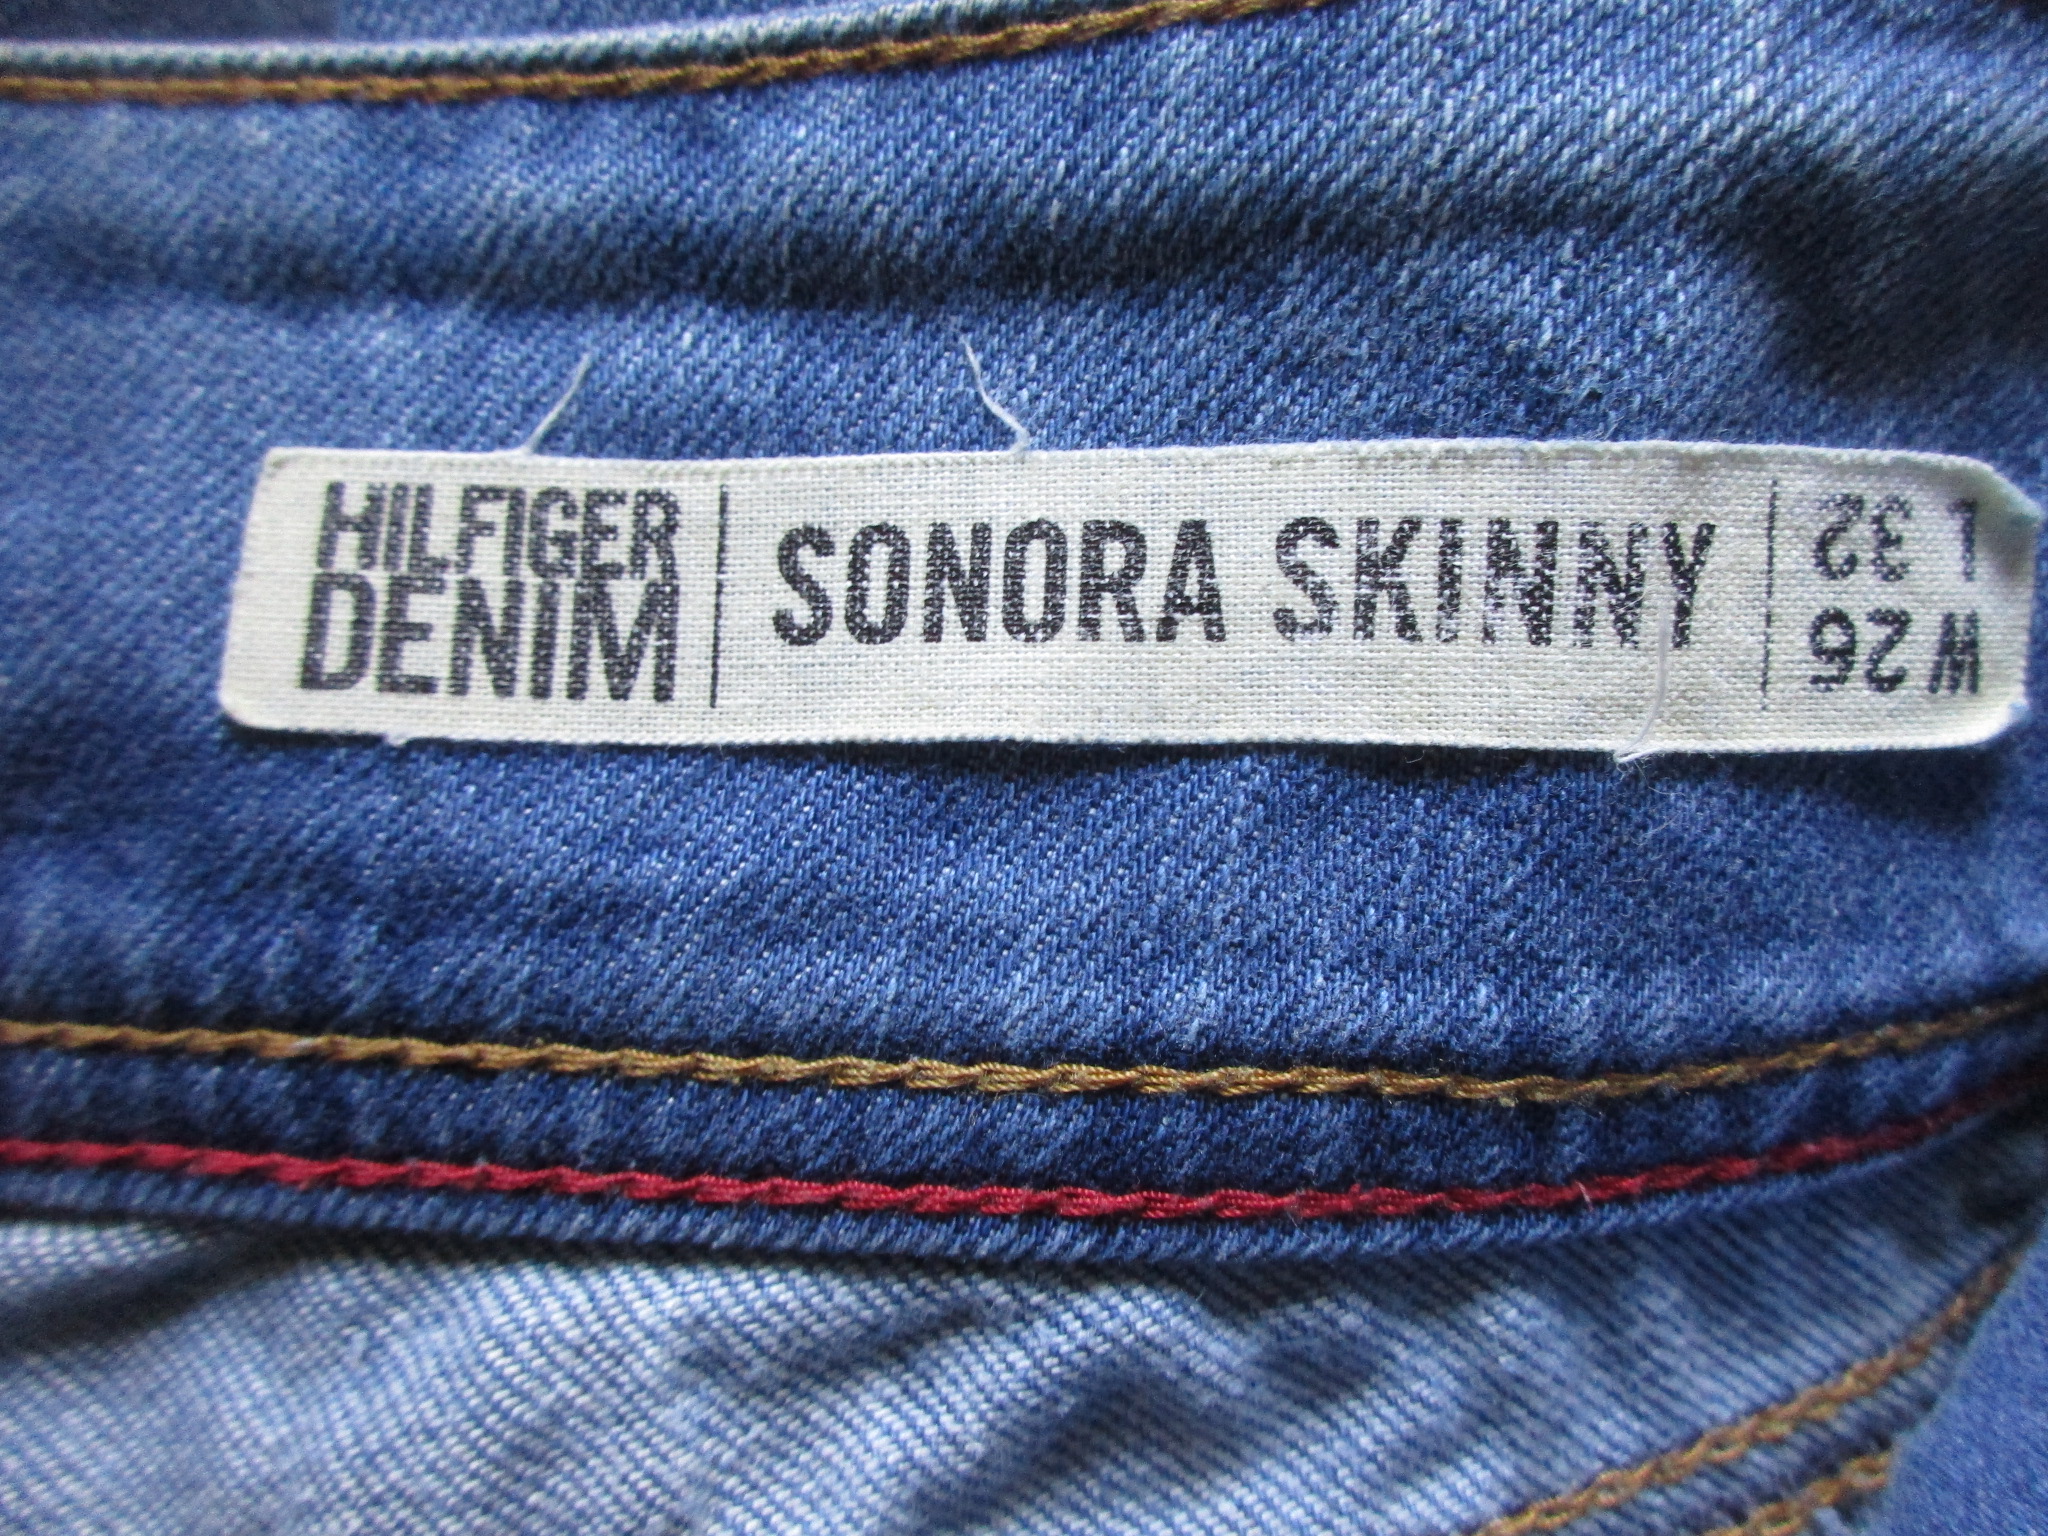 HILFIGER
DENIM
SONORA SKINNY
W 26
L 32